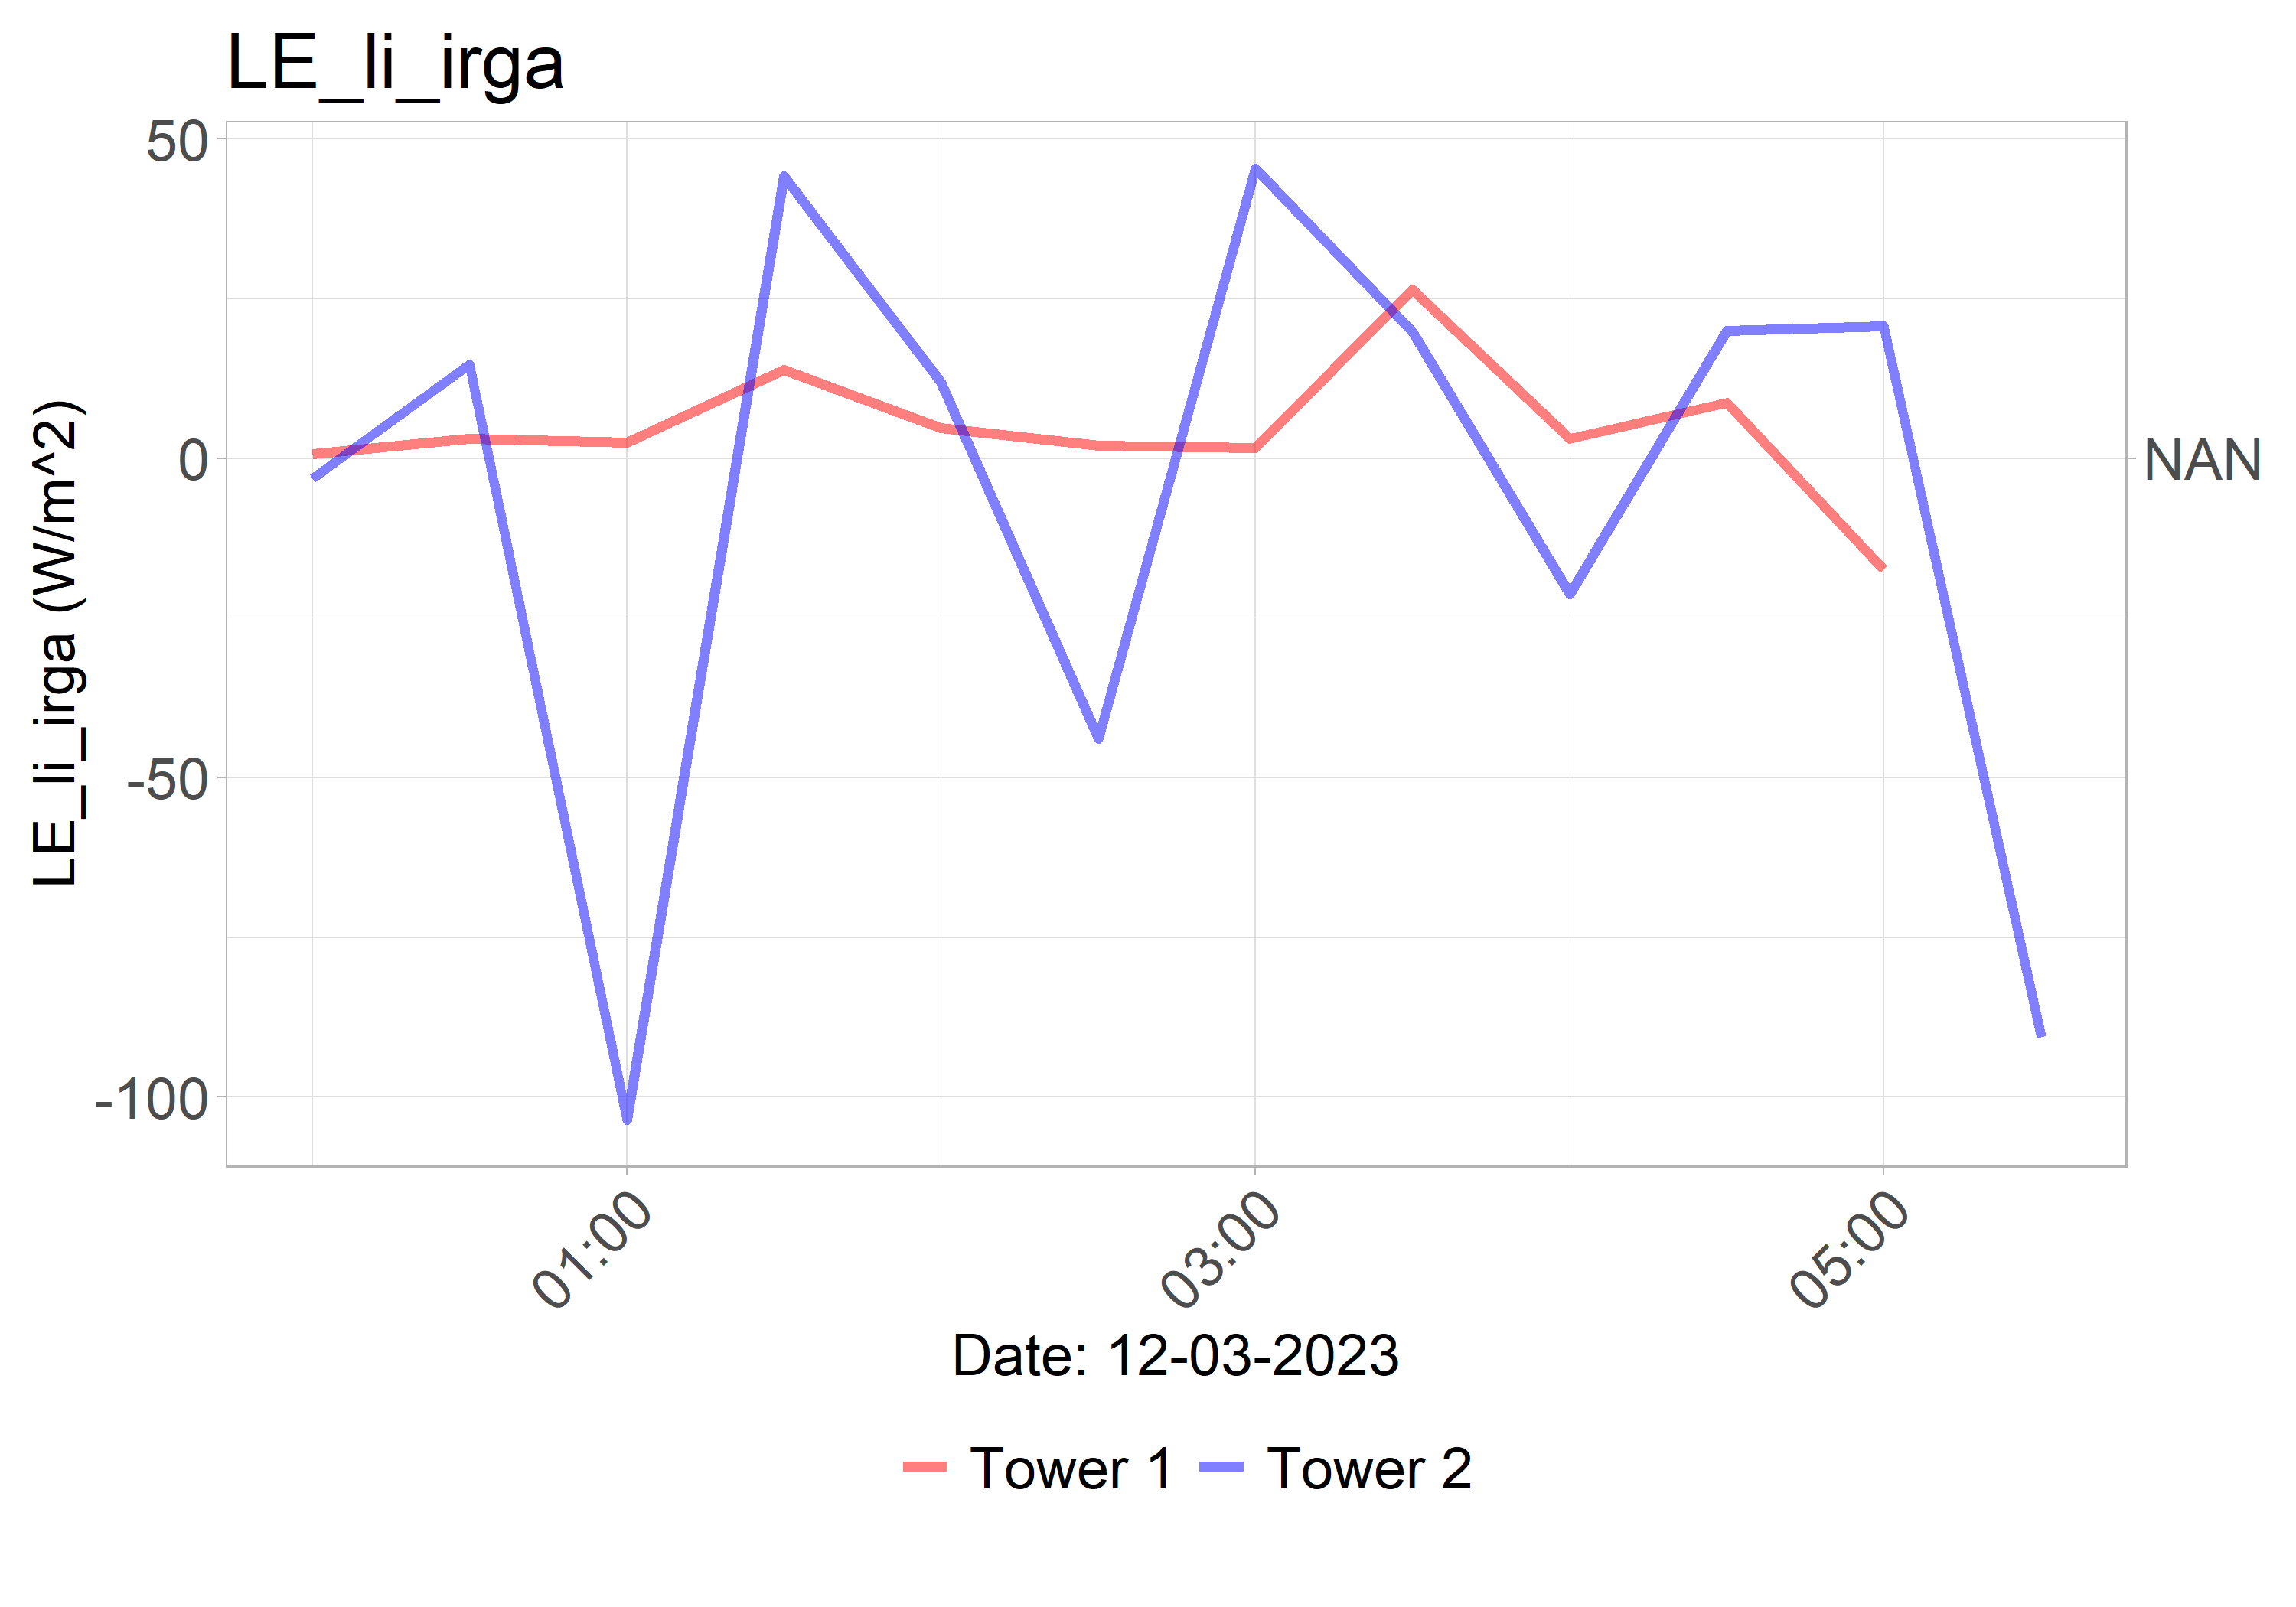 LE_li_irga
50
0
-50
-100
LE_li_irga (W/m^2)
NAN
01:00
03:00
05:00
Date: 12-03-2023
Tower 1
Tower 2